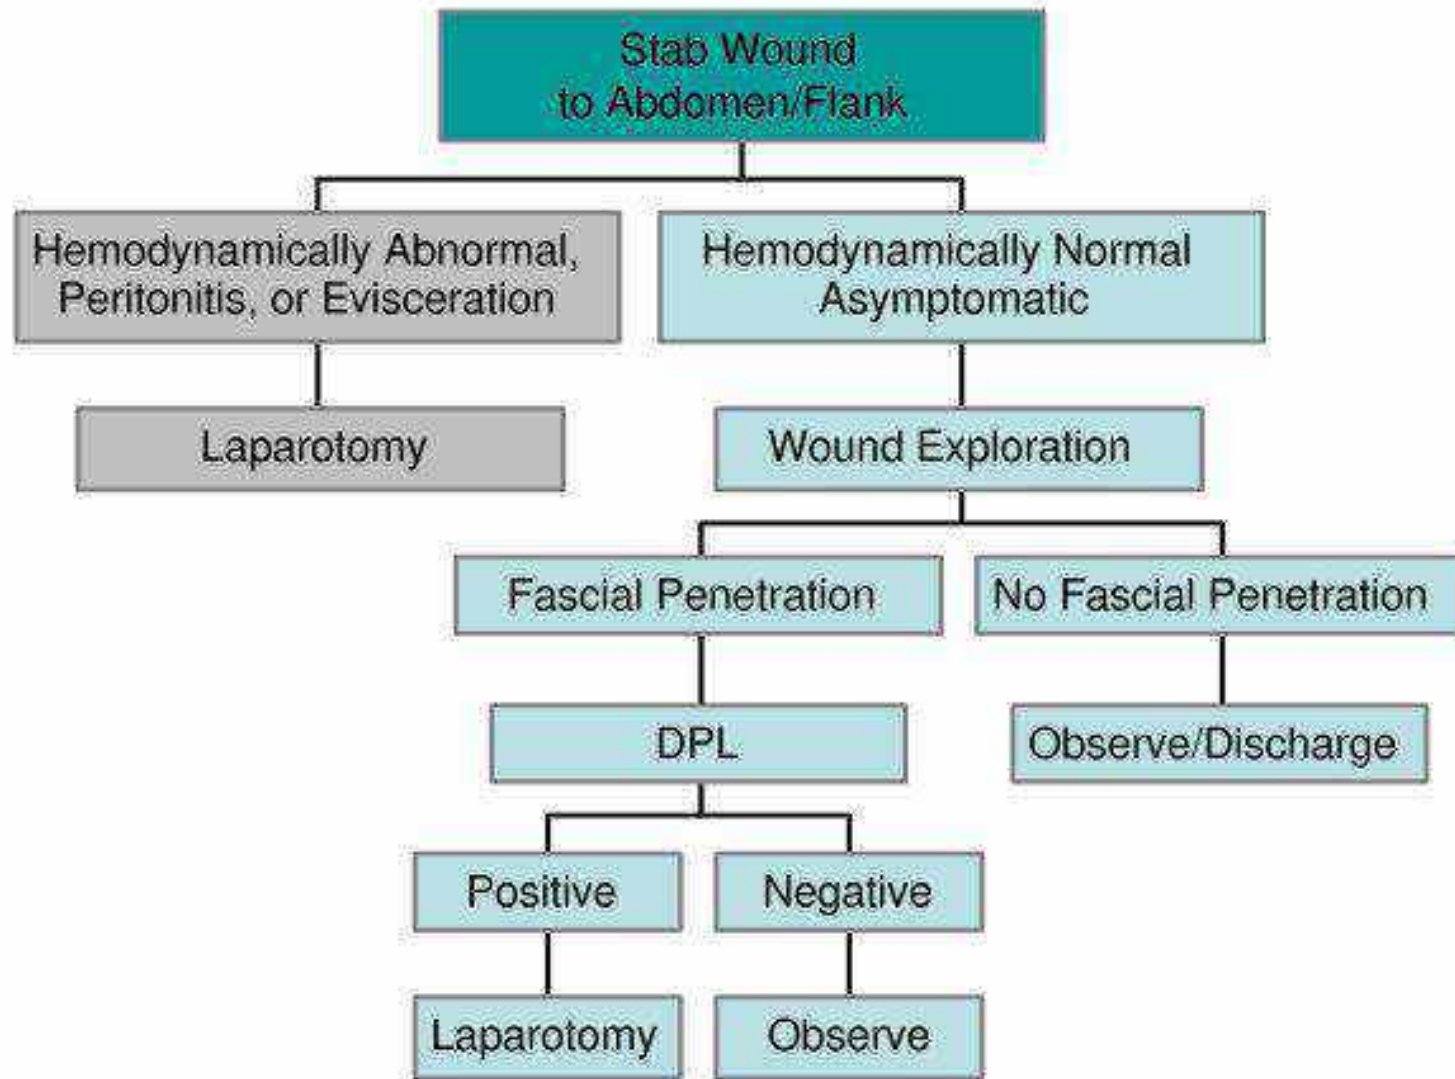 Stab Wound
to Abdomen/Flank
Hemodynamically Abnormal,
Peritonitis, or Evisceration
Hemodynamically Normal
Asymptomatic
Laparotomy
Wound Exploration
Fascial Penetration
No Fascial Penetration
DPL
Observe/Discharge
Positive
Negative
Laparotomy
Observe